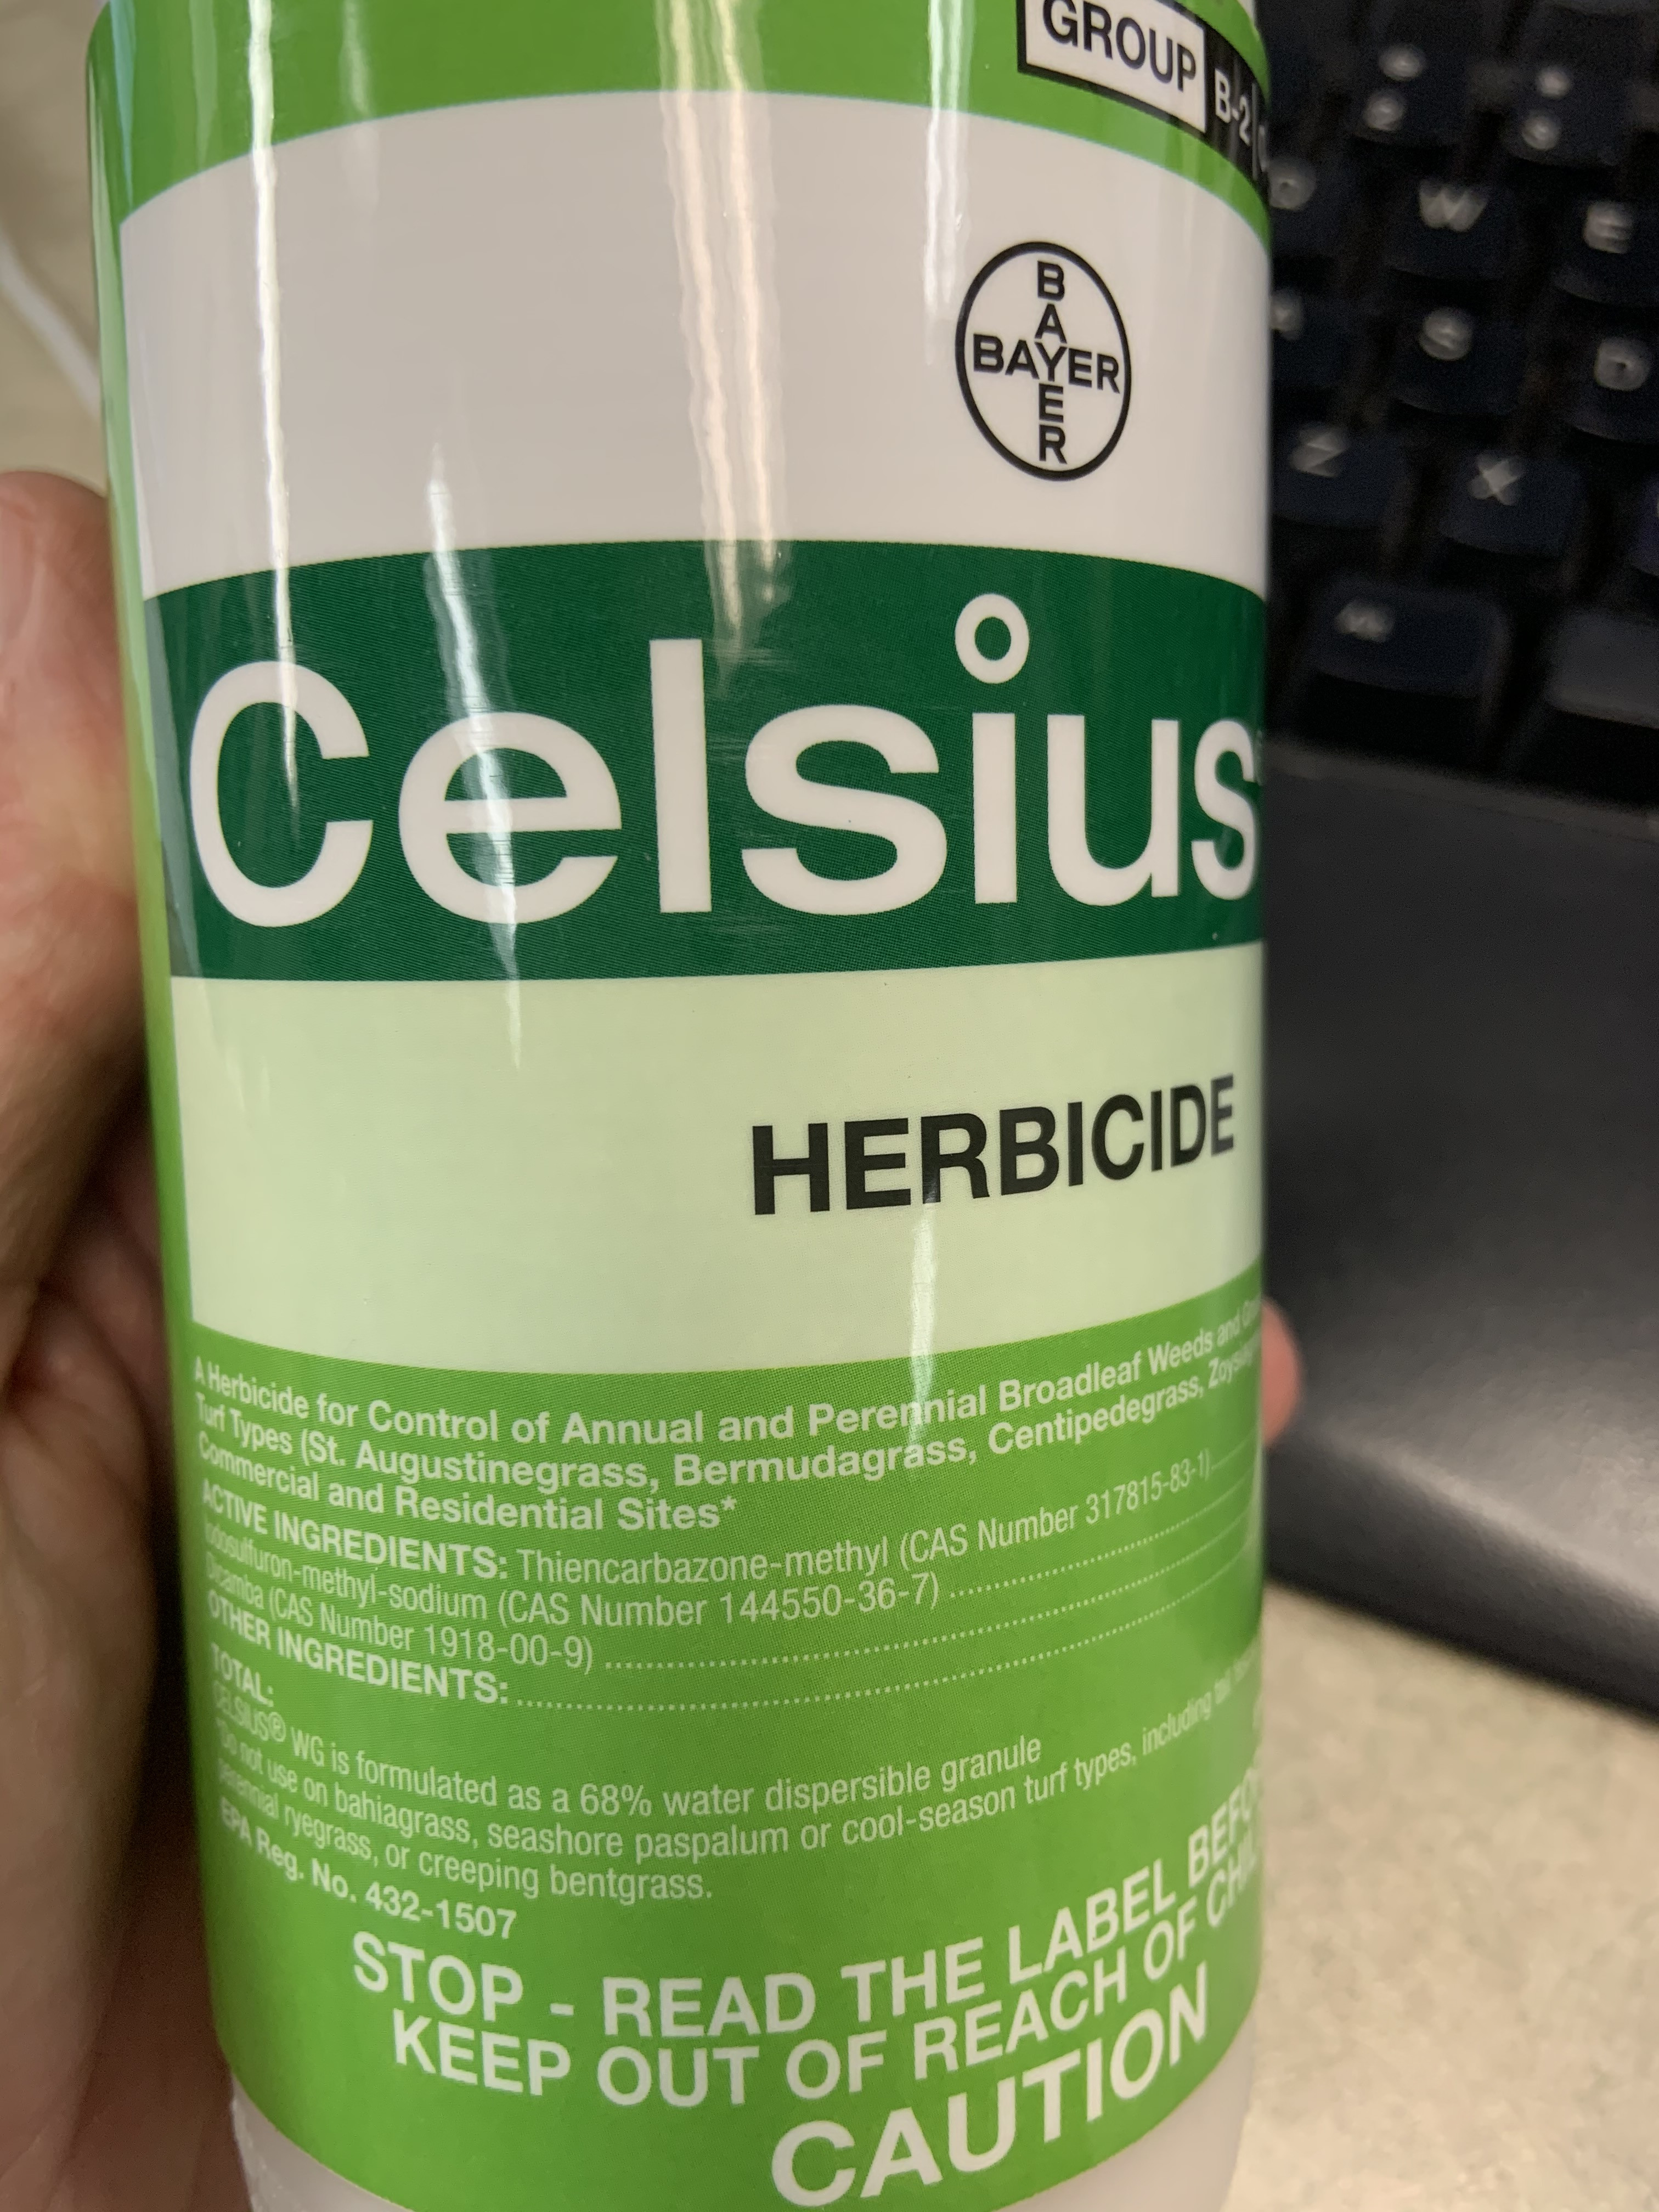 GROUP B-2
BAYER
BAYER
Celsius
HERBICIDE
A Herbicide for Control of Annual and Perennial Broadleaf Weeds and
Turf Types (St. Augustinegrass, Bermudagrass, Centipedegrass,
Commercial and Residential Sites*
ACTIVE INGREDIENTS: Thiencarbazone-methyl (CAS Number 317815-83-1)
Iodosulfuron-methyl-sodium (CAS Number 144550-36-7)
Dicamba (CAS Number 1918-00-9)
OTHER INGREDIENTS:
TOTAL:
CELSIUS® WG is formulated as a 68% water dispersible granule
*Do not use on bahiagrass, seashore paspalum or cool-season turf types, including tall
perennial ryegrass, or creeping bentgrass.
EPA Reg. No. 432-1507
STOP - READ THE LABEL
KEEP OUT OF REACH OF
CAUTION
W
E
S
D
Z
X